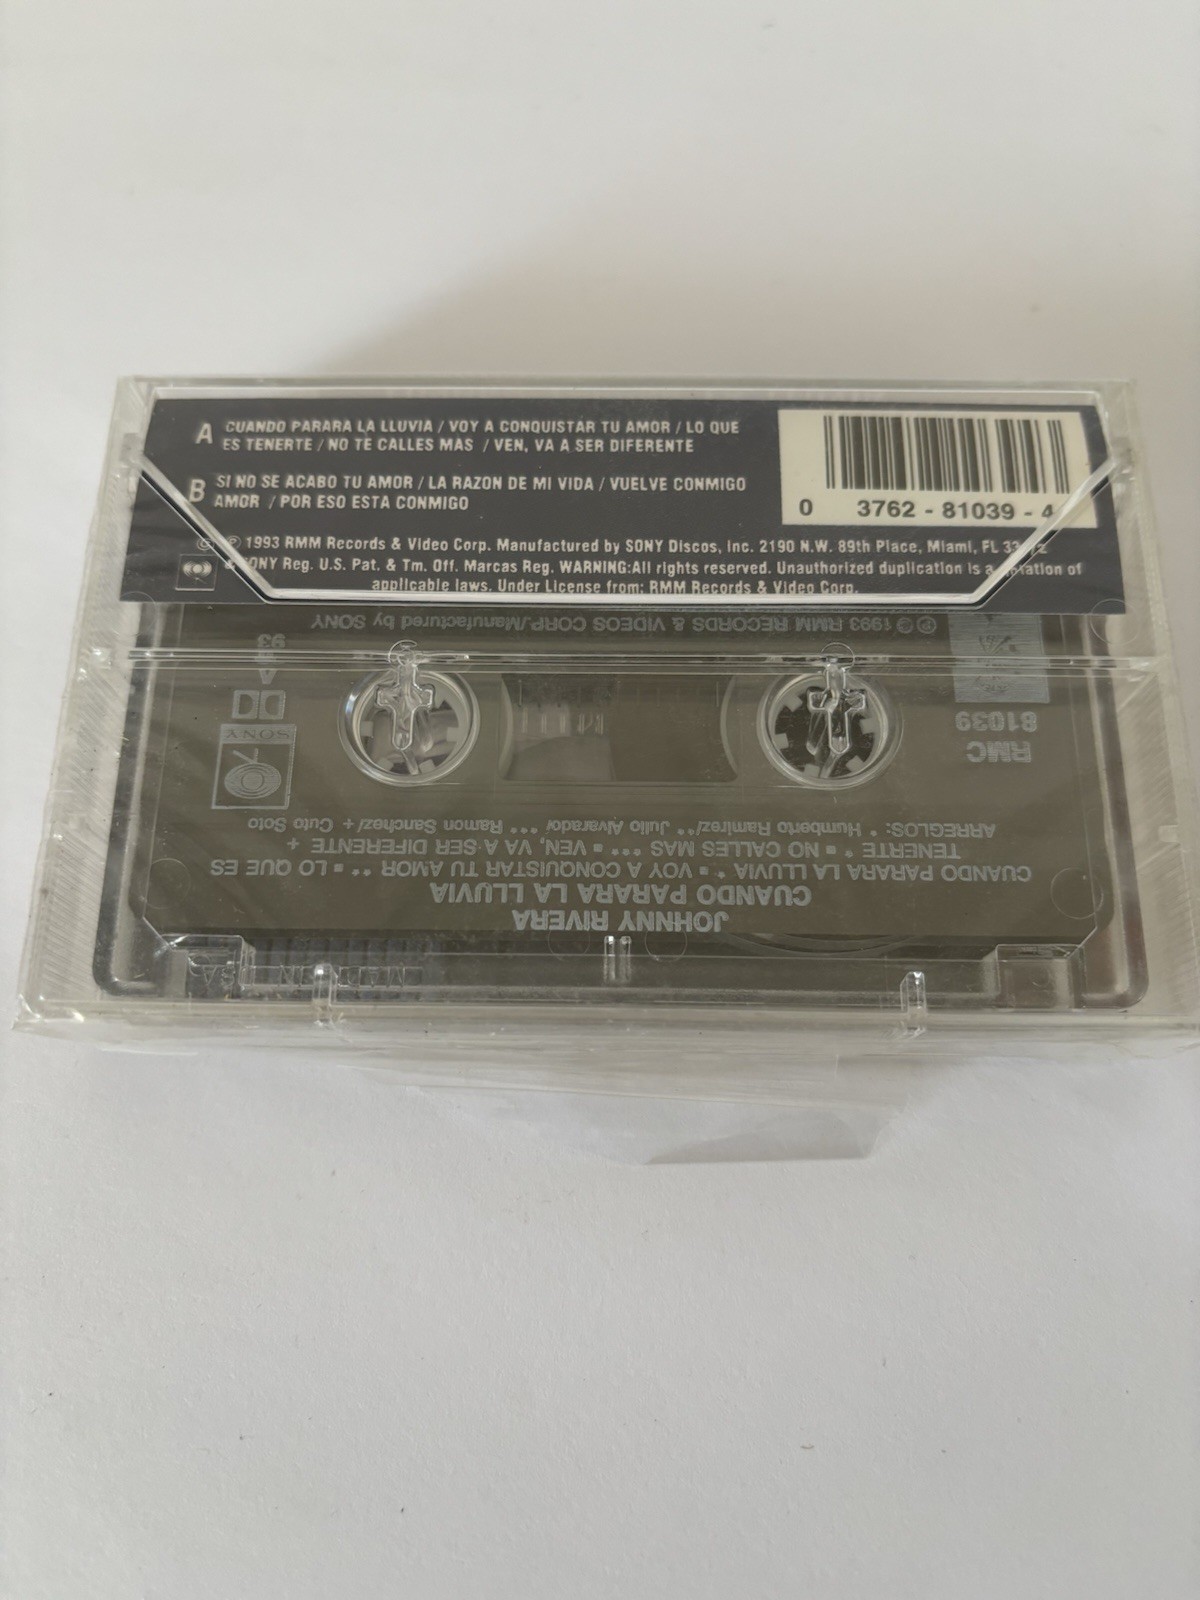 A CUANDO PARARA LA LLUVIA / VOY A CONQUISTAR TU AMOR / LO QUE
ES TENERTE / NO TE CALLES MAS / VEN, VA A SER DIFERENTE
B SI NO SE ACABO TU AMOR / LA RAZON DE MI VIDA / VUELVE CONMIGO
AMOR / POR ESO ESTA CONMIGO
0 3762 - 81039 - 4
© ℗ 1993 RMM Records & Video Corp. Manufactured by SONY Discos, Inc. 2190 N.W. 89th Place, Miami, FL
& SONY Reg. U.S. Pat. & Tm. Off. Marcas Reg. WARNING:All rights reserved. Unauthorized duplication is a
applicable laws. Under License from: RMM Records & Video Corp.
JOHNNY RIVERA
CUANDO PARARA LA LLUVIA
CUANDO PARARA LA LLUVIA * ▪ VOY A CONQUISTAR TU AMOR ** ▪ LO QUE ES
TENERTE * ▪ NO CALLES MAS *** ▪ VEN, VA A SER DIFERENTE +
ARREGLOS: * Humberto Ramirez/ ** Julio Alvarado/ *** Ramon Sanchez/ + Cuto Soto
RMC
81039
SONY
A
93
℗ © 1993 RMM RECORDS & VIDEOS CORP./Manufactured by SONY